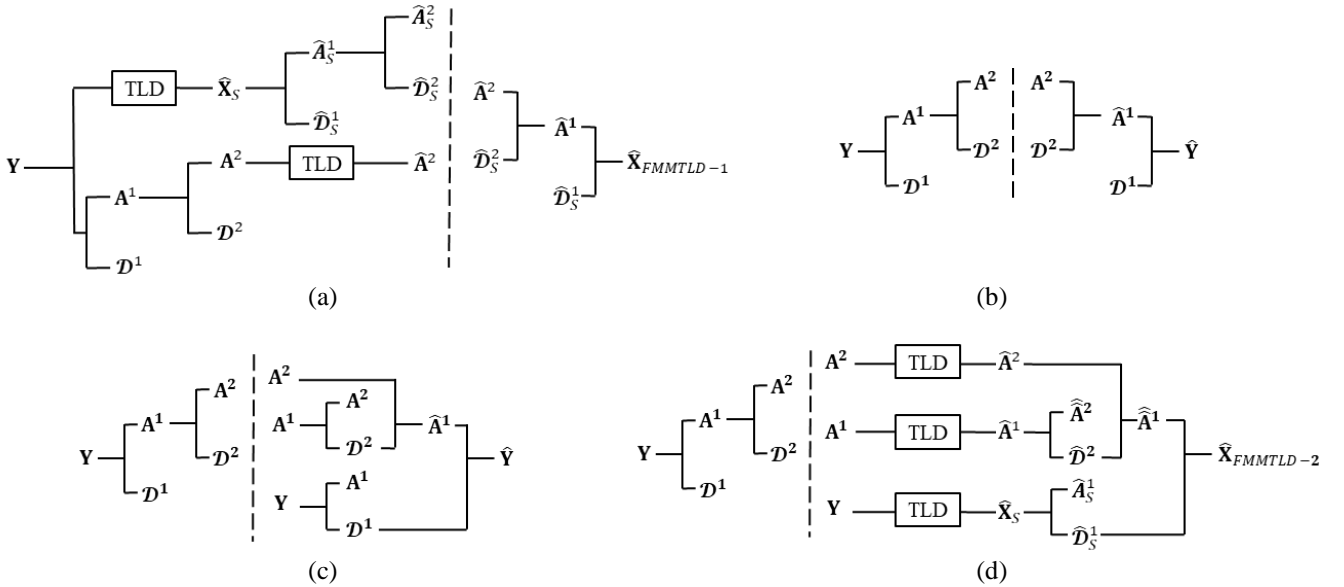 Â_S^2
Â_S^1
TLD X̂_S D̂_S^2 Â^2
D̂_S^1 Â^1
Y A^2 TLD Â^2 D̂_S^2 X̂_{FMMTLD-1}
A^1 D̂_S^1
D^2
D^1
(a)
A^2 A^2
A^1 Â^1
Y D^2 D^2 Ŷ
D^1 D^1
(b)
A^2
A^2 A^2
A^1 A^1 Â^1
D^2 D^2
Y Ŷ
A^1
D^1 Y
D^1
(c)
A^2 TLD Â^2
A^2
A^1 A^1 TLD Â^1 Â̂^2 Â̂^1
Y D^2 D̂^2 X̂_{FMMTLD-2}
D^1 Â_S^1
Y TLD X̂_S
D̂_S^1
(d)